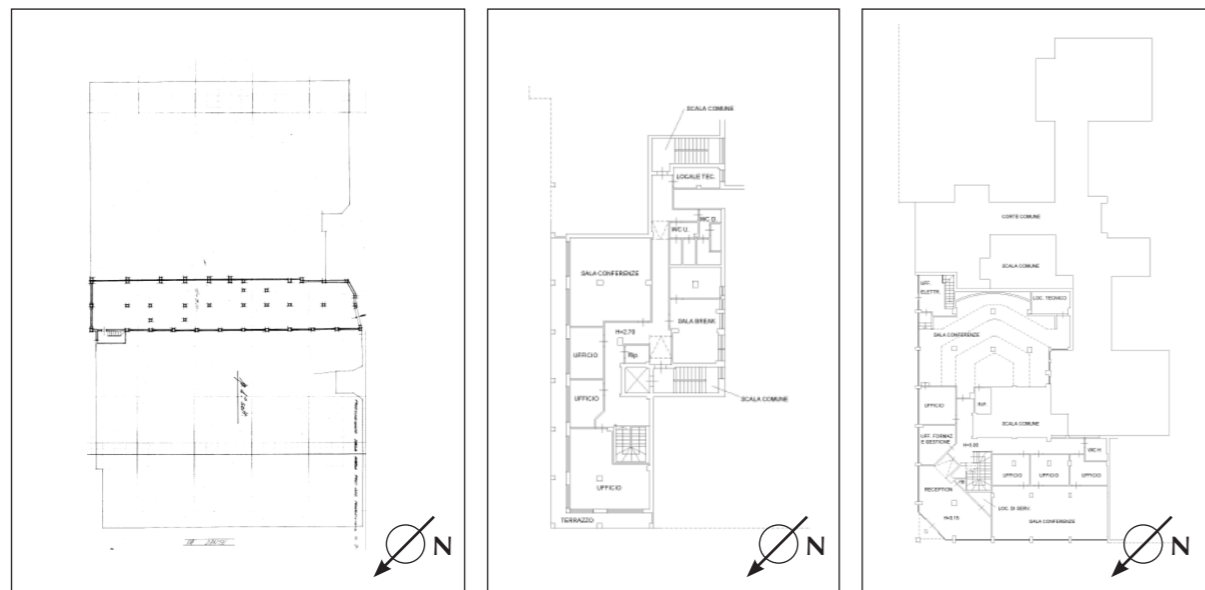 N
SCALA COMUNE
LOCALE TEC.
WC D.
WC U.
SALA CONFERENZE
SALA BREAK
H=2.70
UFFICIO
Rip.
UFFICIO
SCALA COMUNE
UFFICIO
TERRAZZO
N
CORTE COMUNE
SCALA COMUNE
UFF.
ELETTR.
LOC. TECNICO
SALA CONFERENZE
UFFICIO
RIP.
SCALA COMUNE
UFF. FORMAZ.
E GESTIONE
WC H.
UFFICIO
UFFICIO
UFFICIO
RECEPTION
LOC. DI SERV.
SALA CONFERENZE
N